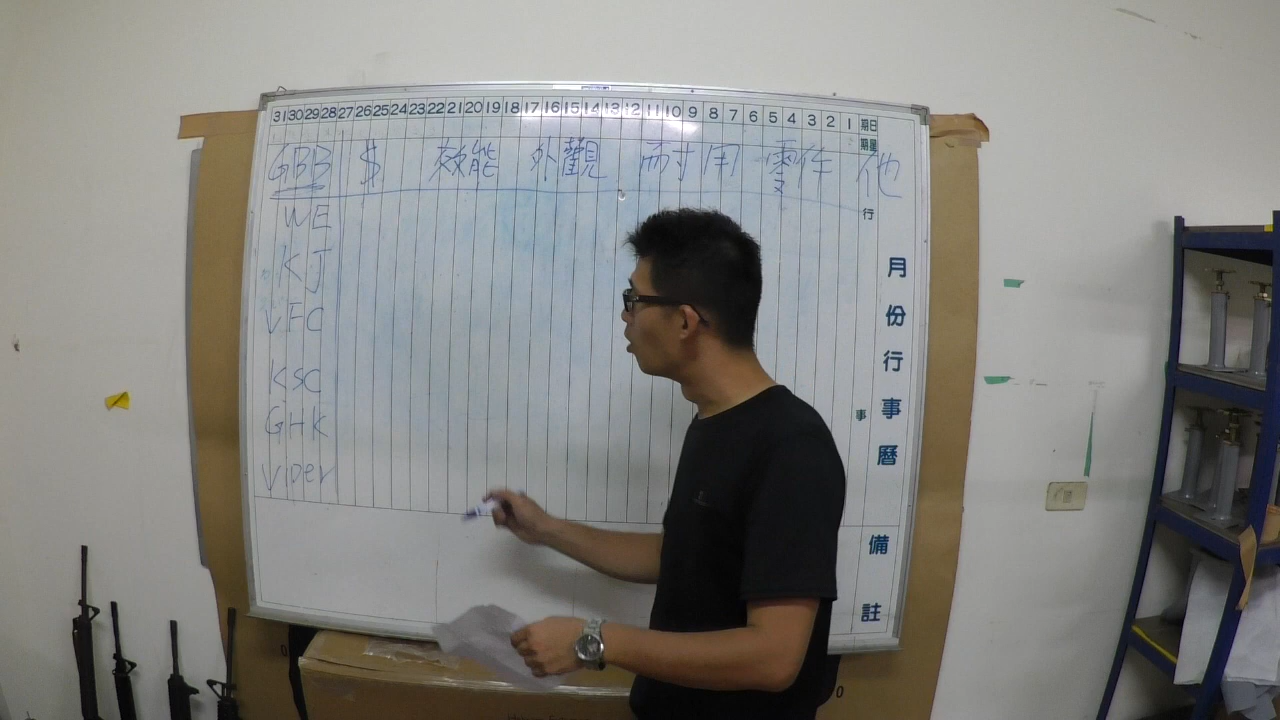 31 30 29 28 27 26 25 24 23 22 21 20 19 18 17 16 15 14 13 12 11 10 9 8 7 6 5 4 3 2 1 日期
星期
GBB $ 效能 外觀 耐用 零件 他
行
WE
KJ
VFC
KSC
GHK
Viper
事
月份行事曆
備註